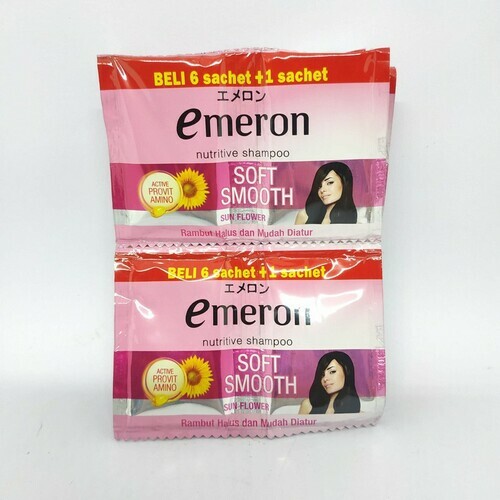 BELI 6 sachet +1 sachet
エメロン
emeron
nutritive shampoo
ACTIVE
PROVIT
AMINO
SOFT
SMOOTH
SUN FLOWER
Rambut Halus dan Mudah Diatur
BELI 6 sachet +1 sachet
エメロン
emeron
nutritive shampoo
ACTIVE
PROVIT
AMINO
SOFT
SMOOTH
SUN FLOWER
Rambut Halus dan Mudah Diatur